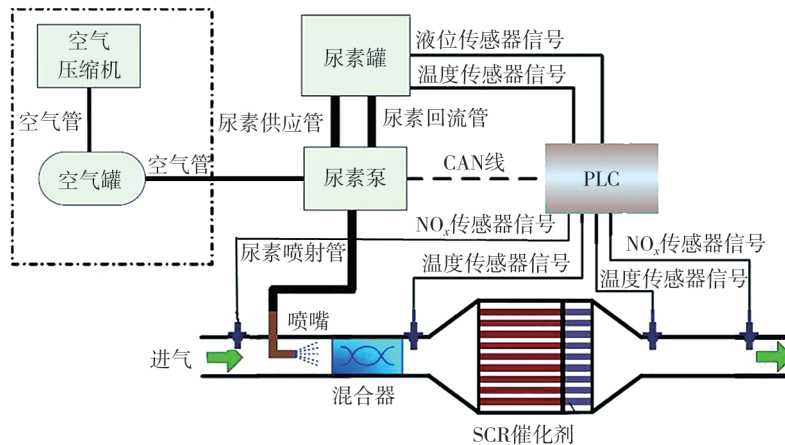 空气
压缩机
空气管
空气罐
空气管
尿素罐
液位传感器信号
温度传感器信号
尿素供应管
尿素回流管
尿素泵
CAN线
PLC
NOx传感器信号
尿素喷射管
温度传感器信号
NOx传感器信号
温度传感器信号
喷嘴
进气
混合器
SCR催化剂